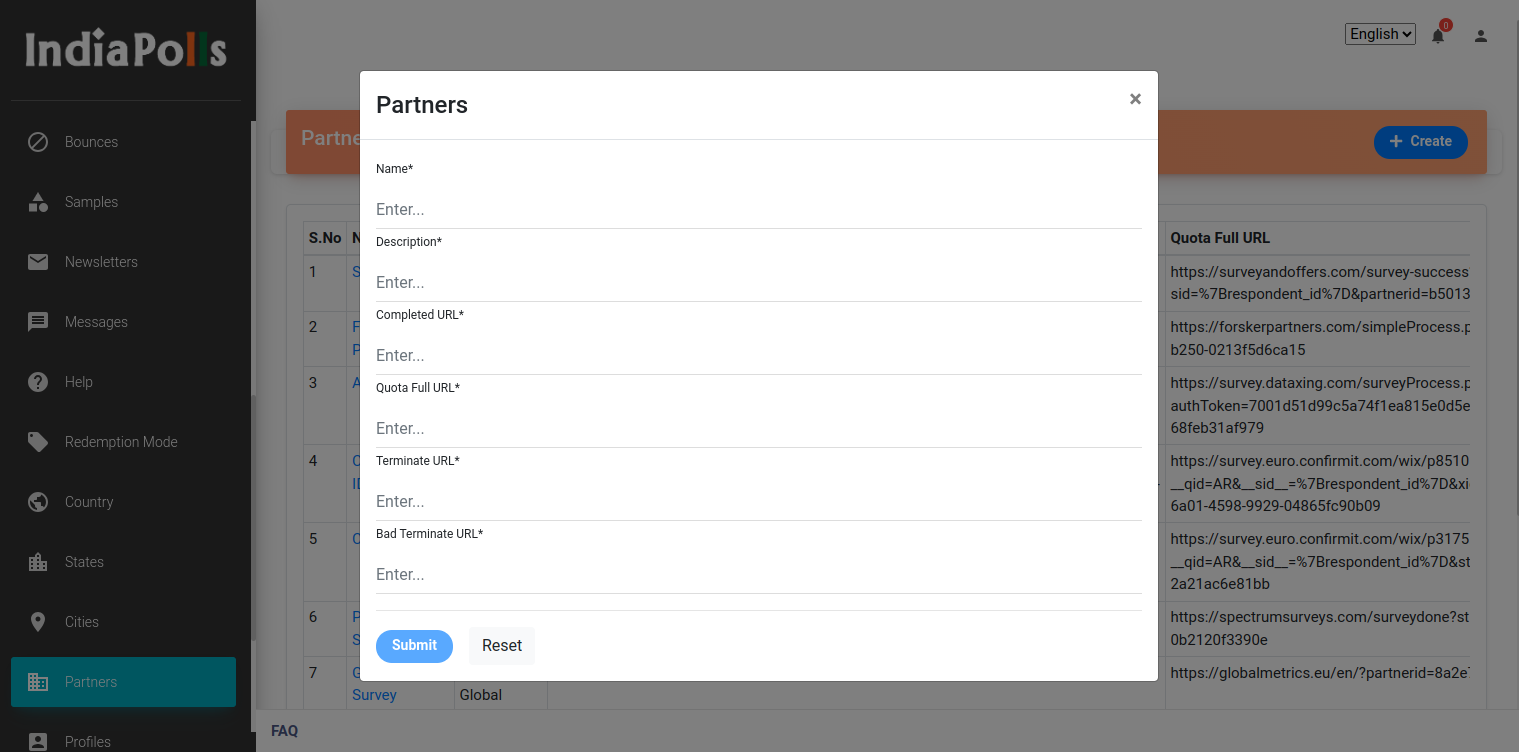 IndiaPolls
Bounces
Samples
Newsletters
Messages
Help
Redemption Mode
Country
States
Cities
Partners
Profiles
English
0
Create
Partners
×
Name*
Enter...
Description*
Enter...
Completed URL*
Enter...
Quota Full URL*
Enter...
Terminate URL*
Enter...
Bad Terminate URL*
Enter...
Submit
Reset
S.No
Quota Full URL
1
https://surveyandoffers.com/survey-success
sid=%7Brespondent_id%7D&partnerid=b5013
2
https://forskerpartners.com/simpleProcess.p
b250-0213f5d6ca15
3
https://survey.dataxing.com/surveyProcess.p
authToken=7001d51d99c5a74f1ea815e0d5e
68feb31af979
4
https://survey.euro.confirmit.com/wix/p8510
__qid=AR&__sid__=%7Brespondent_id%7D&xi
6a01-4598-9929-04865fc90b09
5
https://survey.euro.confirmit.com/wix/p3175
__qid=AR&__sid__=%7Brespondent_id%7D&st
2a21ac6e81bb
6
https://spectrumsurveys.com/surveydone?st
0b2120f3390e
7
https://globalmetrics.eu/en/?partnerid=8a2e
Survey
Global
FAQ